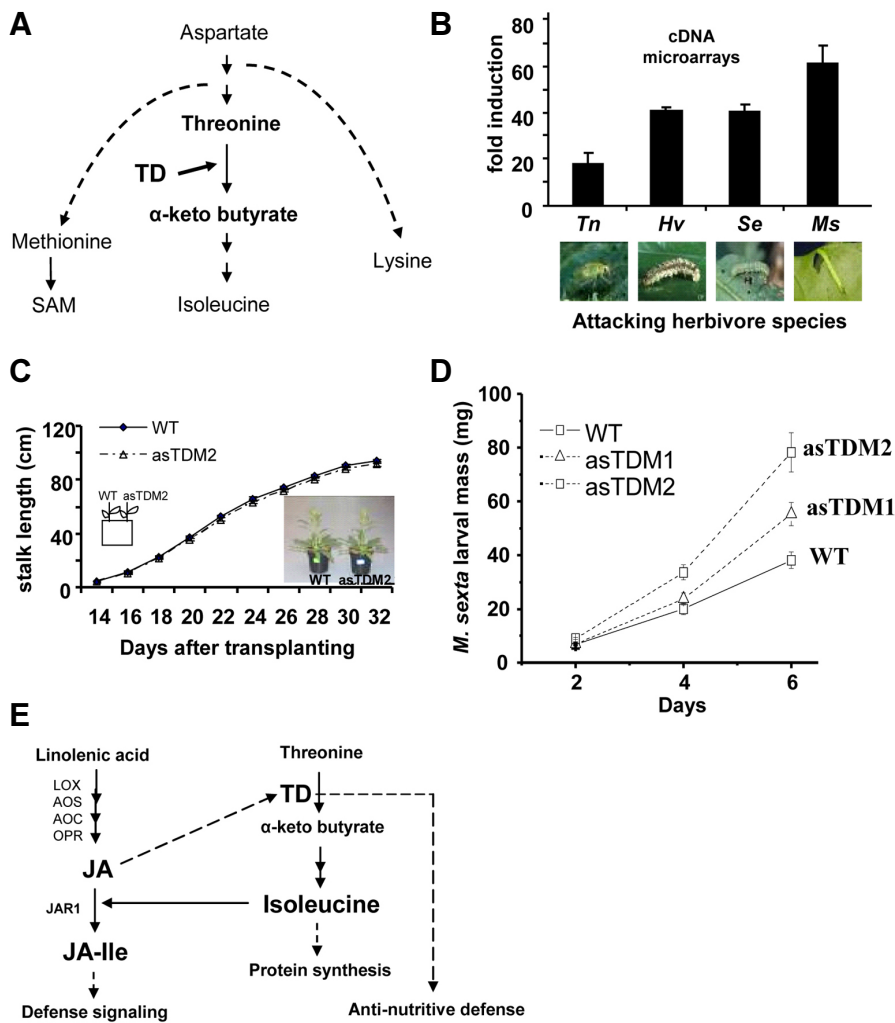 A
Aspartate
Threonine
TD
α-keto butyrate
Methionine
Lysine
SAM
Isoleucine
B
cDNA
microarrays
fold induction
80
60
40
20
0
Tn Hv Se Ms
Attacking herbivore species
C
stalk length (cm)
120
80
40
0
WT
asTDM2
WT asTDM2
WT asTDM2
14 16 18 20 22 24 26 28 30 32
Days after transplanting
D
M. sexta larval mass (mg)
100
80
60
40
20
0
WT
asTDM1
asTDM2
asTDM2
asTDM1
WT
2 4 6
Days
E
Linolenic acid
LOX
AOS
AOC
OPR
JA
JAR1
JA-Ile
Defense signaling
Threonine
TD
α-keto butyrate
Isoleucine
Protein synthesis
Anti-nutritive defense